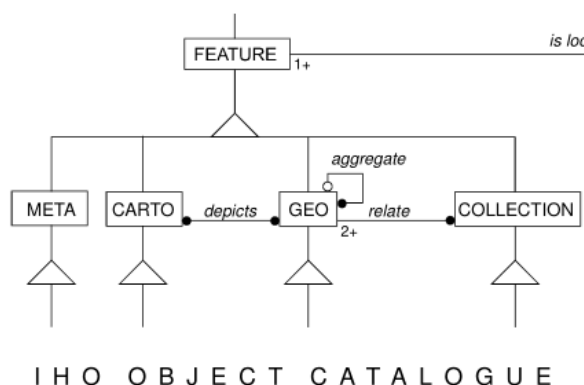 FEATURE
1+
is loc
aggregate
META
CARTO
depicts
GEO
2+
relate
COLLECTION
IHO OBJECT CATALOGUE